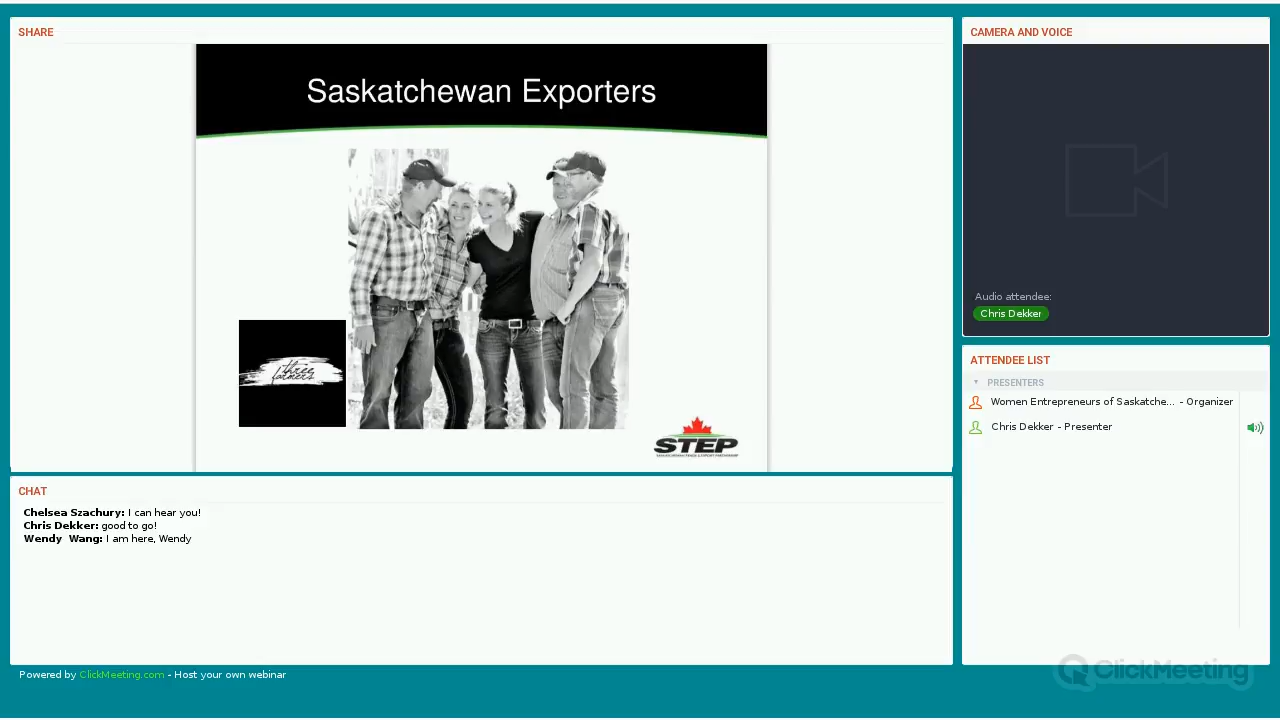 SHARE
Saskatchewan Exporters
three
farmers
STEP
CHAT
Chelsea Szachury: I can hear you!
Chris Dekker: good to go!
Wendy  Wang: I am here, Wendy
Powered by ClickMeeting.com - Host your own webinar
CAMERA AND VOICE
Audio attendee:
Chris Dekker
ATTENDEE LIST
PRESENTERS
Women Entrepreneurs of Saskatche... - Organizer
Chris Dekker - Presenter
ClickMeeting